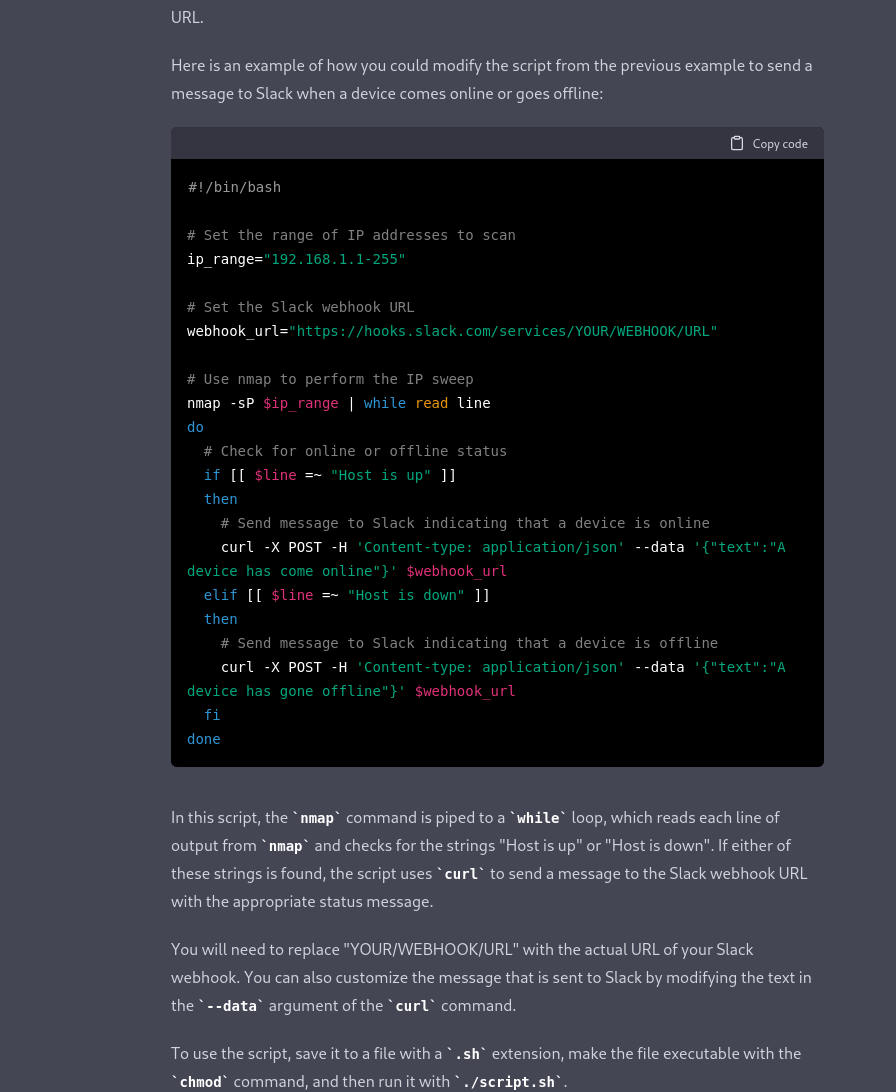 URL.
Here is an example of how you could modify the script from the previous example to send a
message to Slack when a device comes online or goes offline:
Copy code
#!/bin/bash
# Set the range of IP addresses to scan
ip_range="192.168.1.1-255"
# Set the Slack webhook URL
webhook_url="https://hooks.slack.com/services/YOUR/WEBHOOK/URL"
# Use nmap to perform the IP sweep
nmap -sP $ip_range | while read line
do
  # Check for online or offline status
  if [[ $line =~ "Host is up" ]]
  then
    # Send message to Slack indicating that a device is online
    curl -X POST -H 'Content-type: application/json' --data '{"text":"A
device has come online"}' $webhook_url
  elif [[ $line =~ "Host is down" ]]
  then
    # Send message to Slack indicating that a device is offline
    curl -X POST -H 'Content-type: application/json' --data '{"text":"A
device has gone offline"}' $webhook_url
  fi
done
In this script, the `nmap` command is piped to a `while` loop, which reads each line of
output from `nmap` and checks for the strings "Host is up" or "Host is down". If either of
these strings is found, the script uses `curl` to send a message to the Slack webhook URL
with the appropriate status message.
You will need to replace "YOUR/WEBHOOK/URL" with the actual URL of your Slack
webhook. You can also customize the message that is sent to Slack by modifying the text in
the `--data` argument of the `curl` command.
To use the script, save it to a file with a `.sh` extension, make the file executable with the
`chmod` command, and then run it with `./script.sh`.